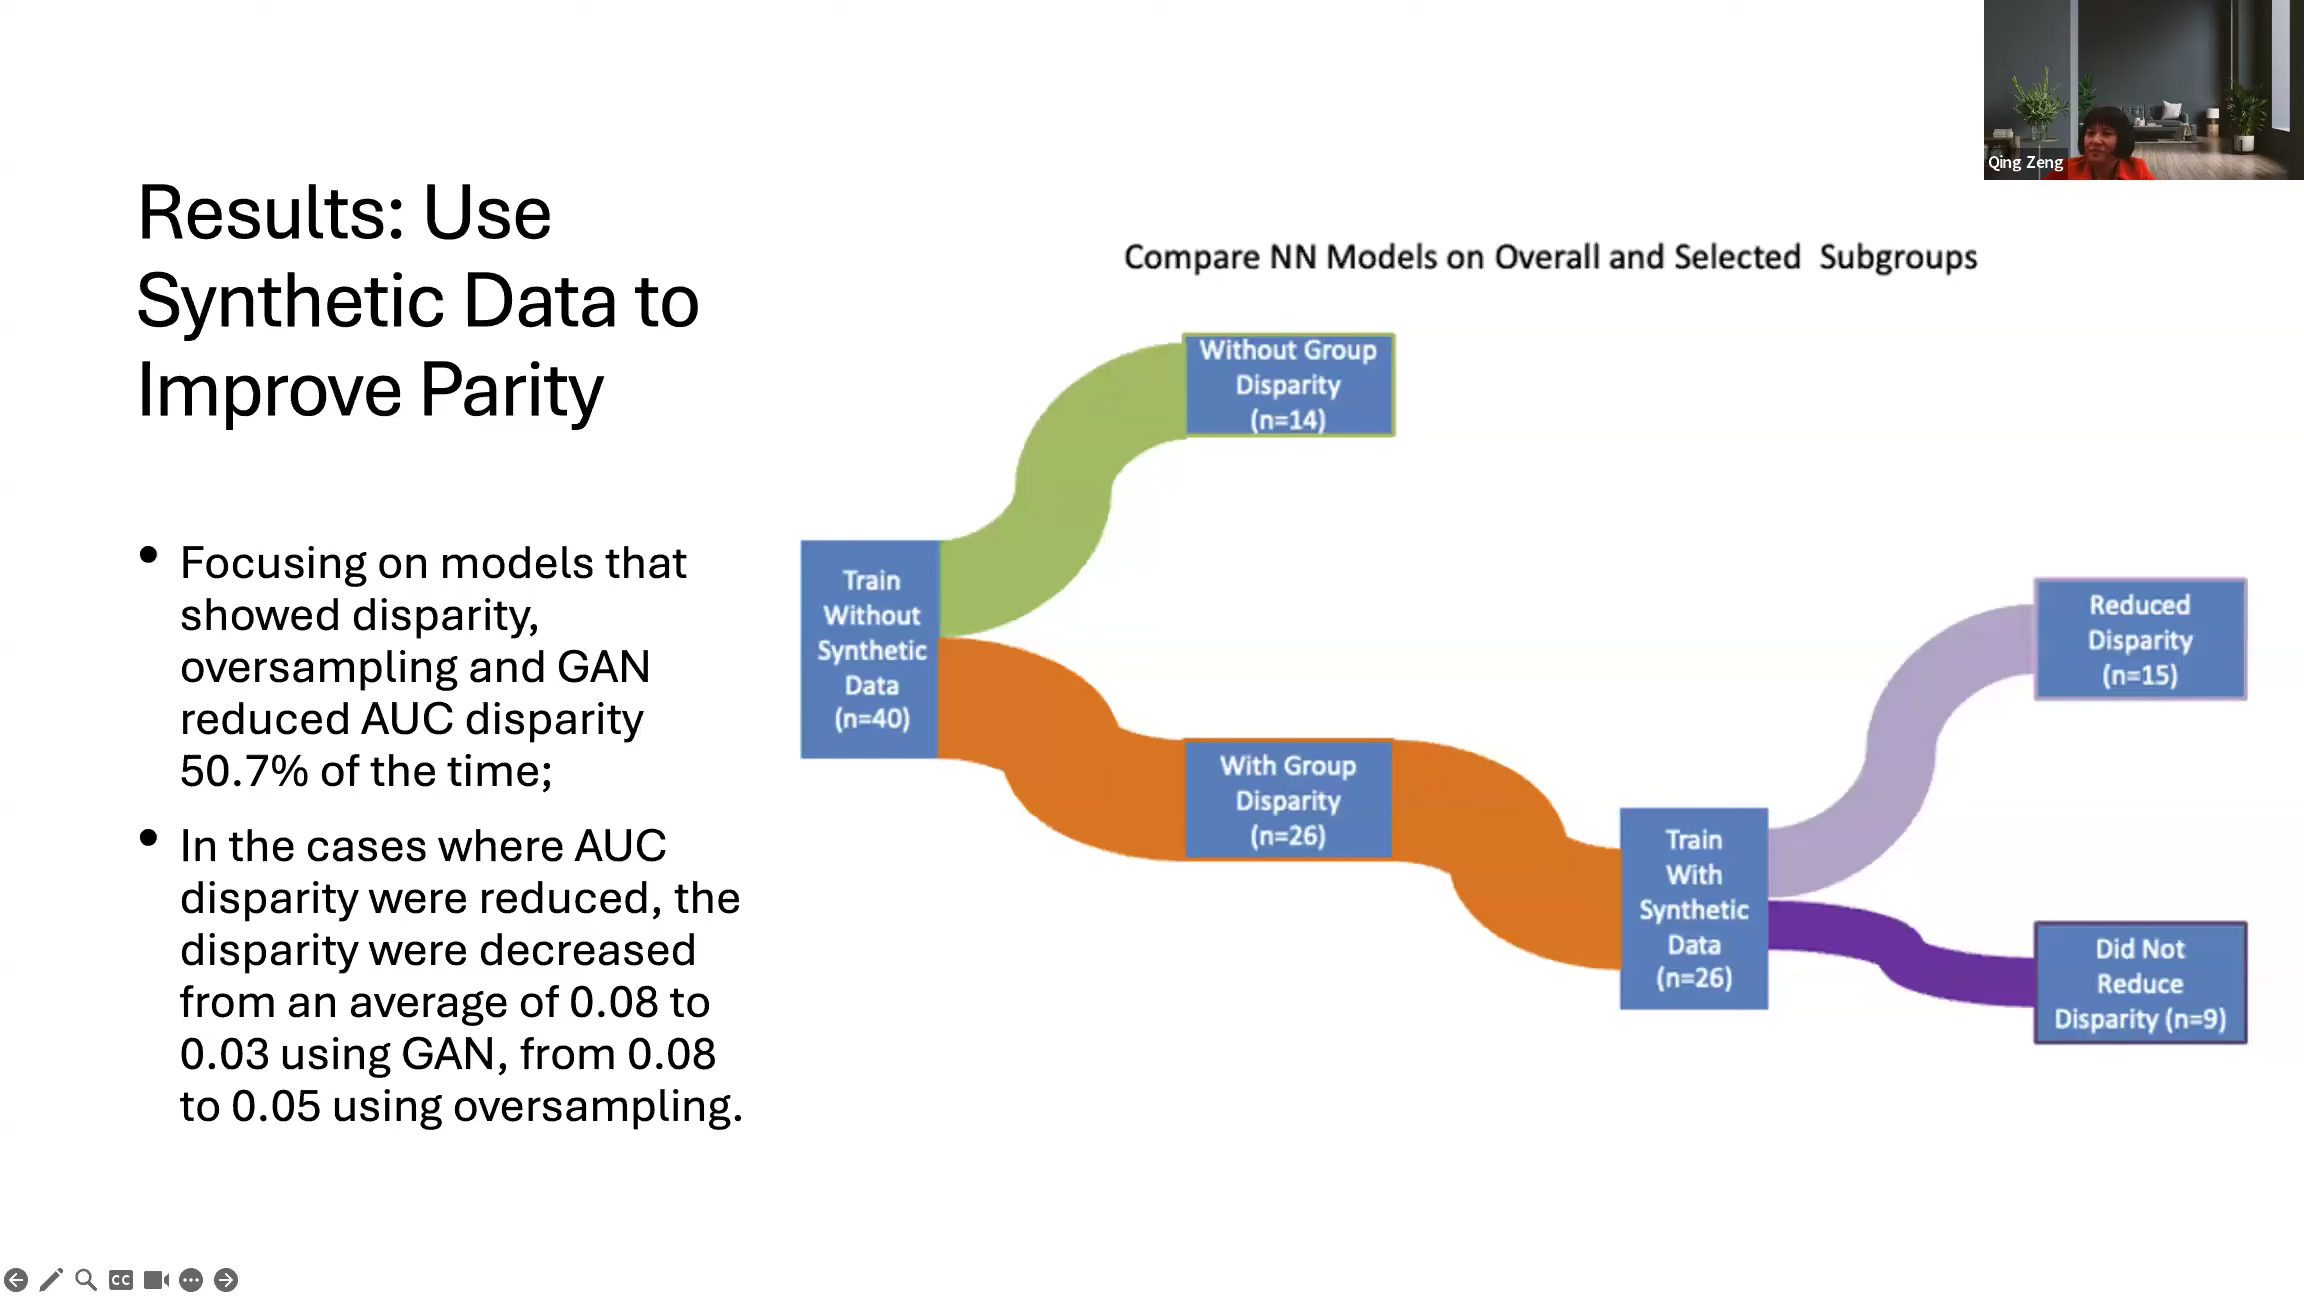 Qing Zeng
Results: Use
Synthetic Data to
Improve Parity
• Focusing on models that
showed disparity,
oversampling and GAN
reduced AUC disparity
50.7% of the time;
• In the cases where AUC
disparity were reduced, the
disparity were decreased
from an average of 0.08 to
0.03 using GAN, from 0.08
to 0.05 using oversampling.
Compare NN Models on Overall and Selected Subgroups
Train
Without
Synthetic
Data
(n=40)
Without Group
Disparity
(n=14)
With Group
Disparity
(n=26)
Train
With
Synthetic
Data
(n=26)
Reduced
Disparity
(n=15)
Did Not
Reduce
Disparity (n=9)
CC